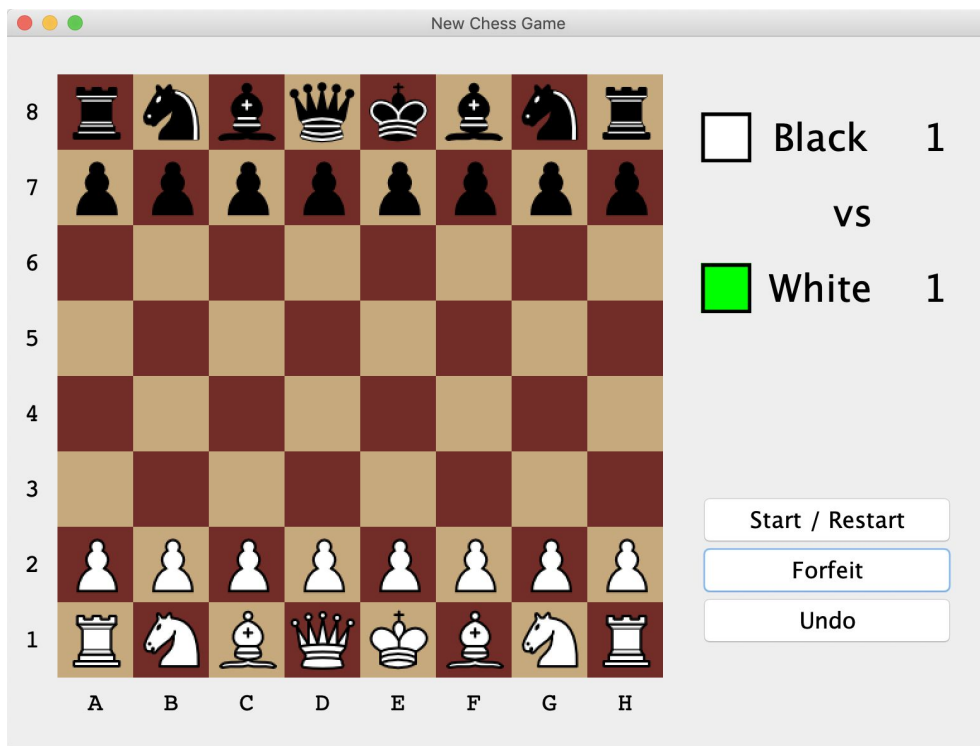 New Chess Game
8
7
6
5
4
3
2
1
A B C D E F G H
Black 1
vs
White 1
Start / Restart
Forfeit
Undo